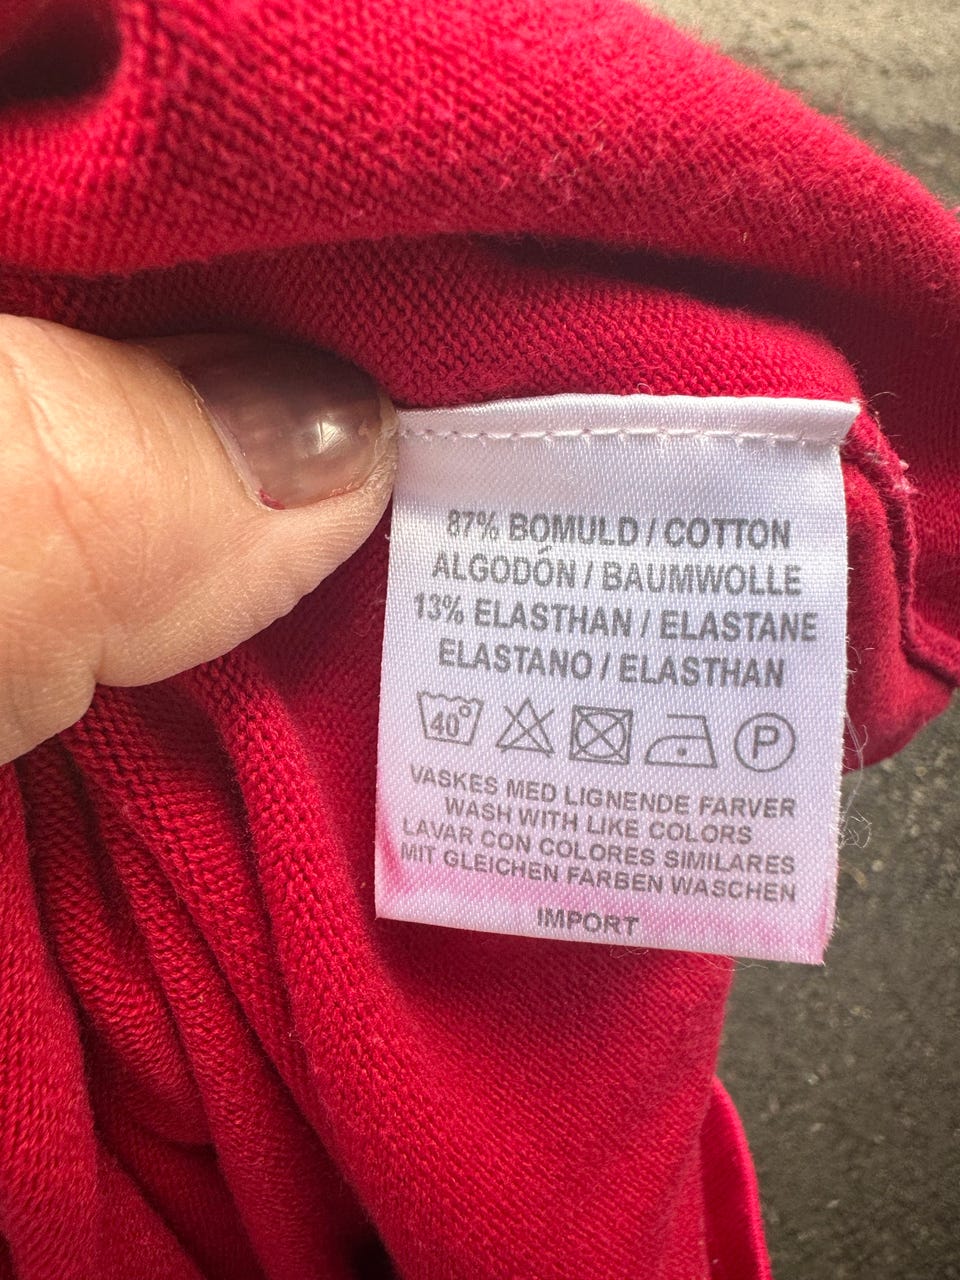 87% BOMULD / COTTON
ALGODÓN / BAUMWOLLE
13% ELASTHAN / ELASTANE
ELASTANO / ELASTHAN
40° P
VASKES MED LIGNENDE FARVER
WASH WITH LIKE COLORS
LAVAR CON COLORES SIMILARES
MIT GLEICHEN FARBEN WASCHEN
IMPORT